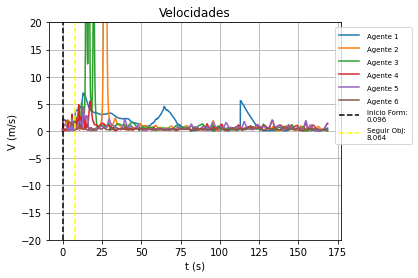 Velocidades
V (m/s)
20
15
10
5
0
−5
−10
−15
−20
0
25
50
75
100
125
150
175
t (s)
Agente 1
Agente 2
Agente 3
Agente 4
Agente 5
Agente 6
Inicio Form:
0.096
Seguir Obj:
8.064